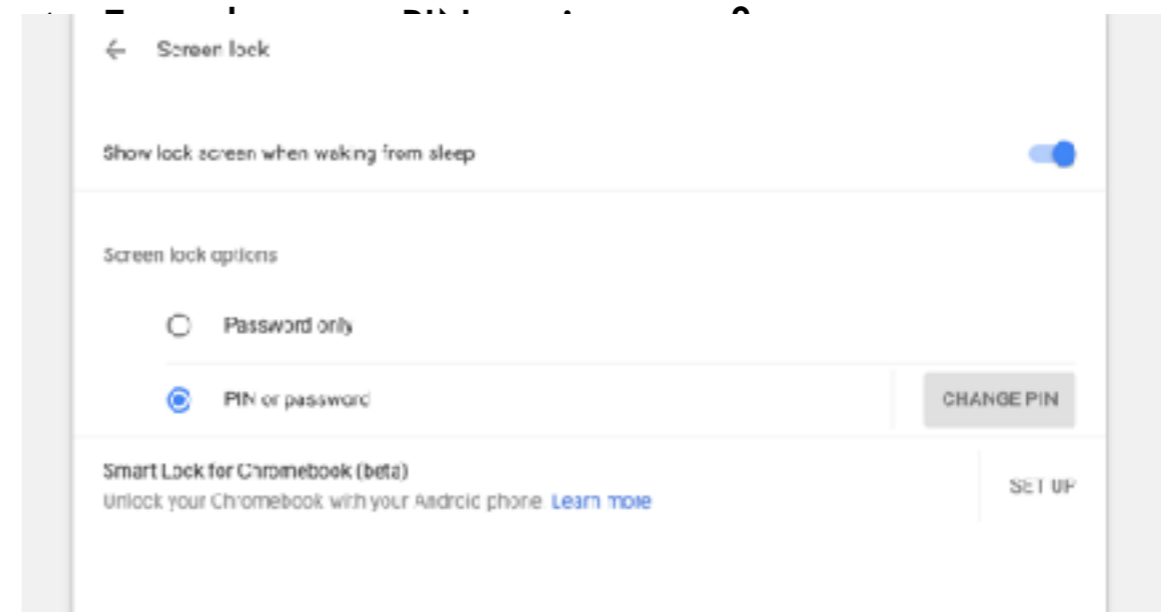 Screen lock
Show lock screen when waking from sleep
Screen lock options
Password only
PIN or password
CHANGE PIN
Smart Lock for Chromebook (beta)
SET UP
Unlock your Chromebook with your Android phone. Learn more